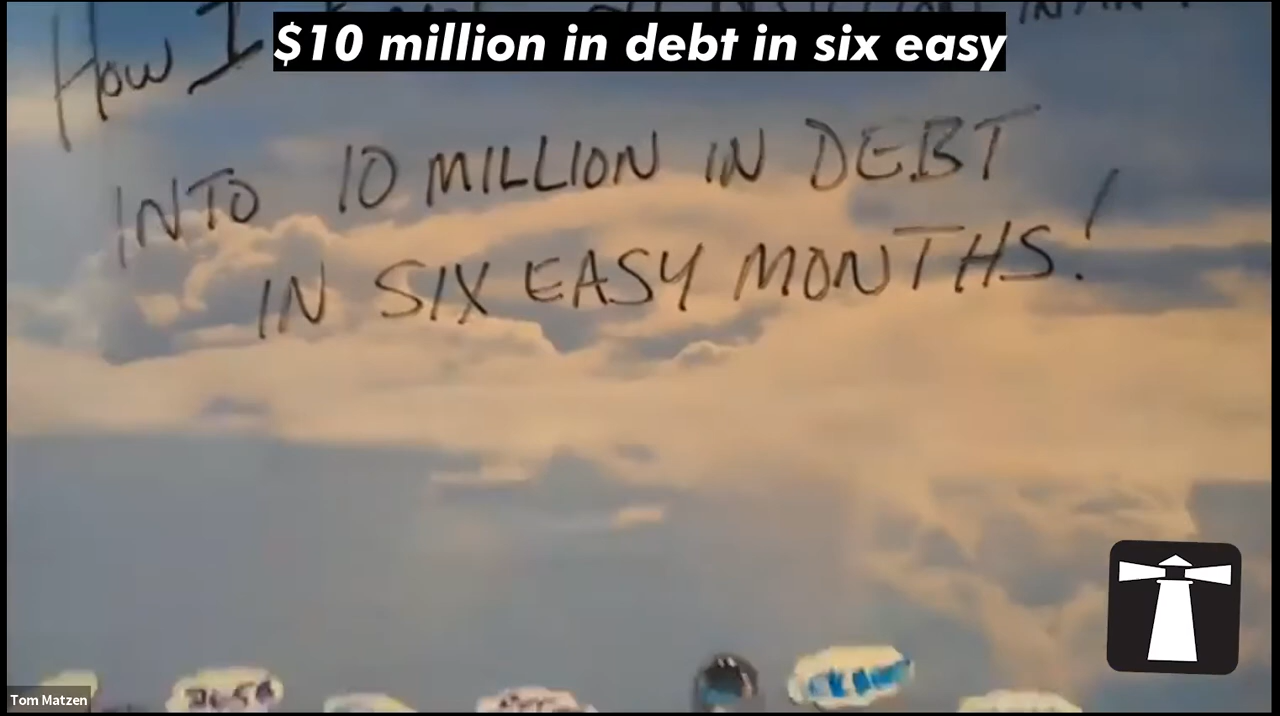 $10 million in debt in six easy
How I
INTO 10 MILLION IN DEBT
IN SIX EASY MONTHS!
Tom Matzen